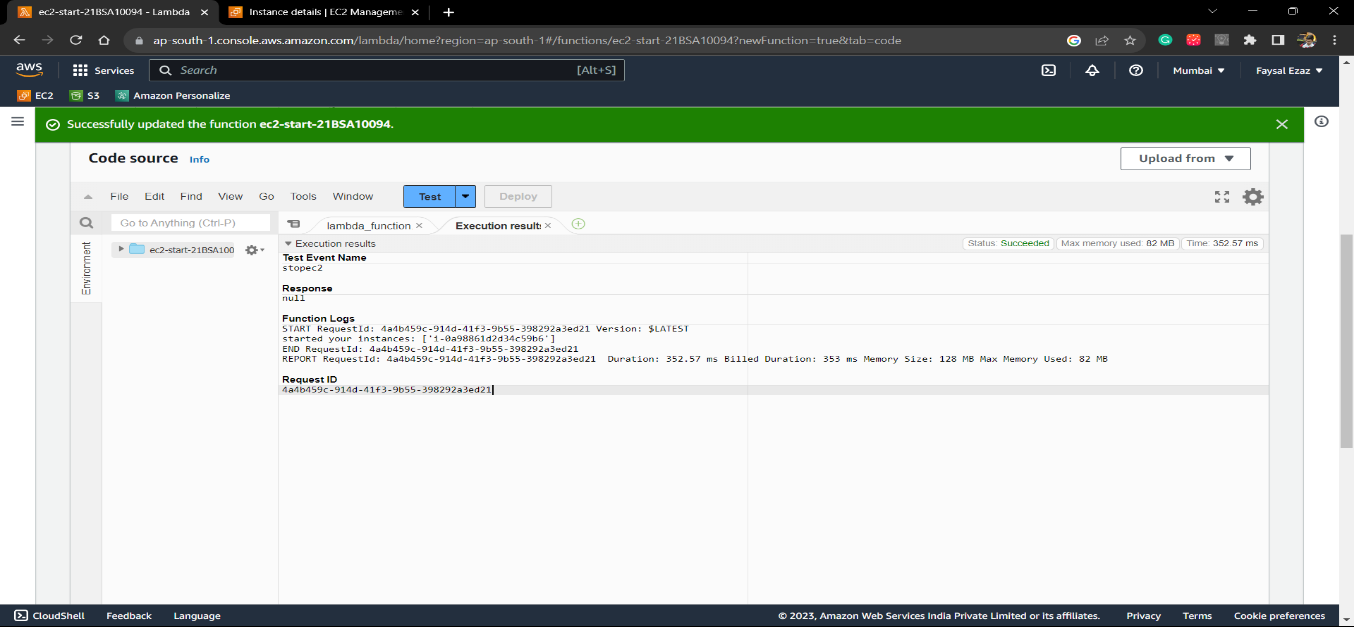 ec2-start-21BSA10094 - Lambda
Instance details | EC2 Manageme
ap-south-1.console.aws.amazon.com/lambda/home?region=ap-south-1#/functions/ec2-start-21BSA10094?newFunction=true&tab=code
aws Services Search [Alt+S] Mumbai Faysal Ezaz
EC2 S3 Amazon Personalize
Successfully updated the function ec2-start-21BSA10094.
Code source Info Upload from
File Edit Find View Go Tools Window Test Deploy
Go to Anything (Ctrl-P) lambda_function Execution result
Environment
ec2-start-21BSA100
Execution results Status: Succeeded Max memory used: 82 MB Time: 352.57 ms
Test Event Name
stopec2
Response
null
Function Logs
START RequestId: 4a4b459c-914d-41f3-9b55-398292a3ed21 Version: $LATEST
started your instances: ['i-0a98861d2d34c59b6']
END RequestId: 4a4b459c-914d-41f3-9b55-398292a3ed21
REPORT RequestId: 4a4b459c-914d-41f3-9b55-398292a3ed21 Duration: 352.57 ms Billed Duration: 353 ms Memory Size: 128 MB Max Memory Used: 82 MB
Request ID
4a4b459c-914d-41f3-9b55-398292a3ed21
CloudShell Feedback Language © 2023, Amazon Web Services India Private Limited or its affiliates. Privacy Terms Cookie preferences